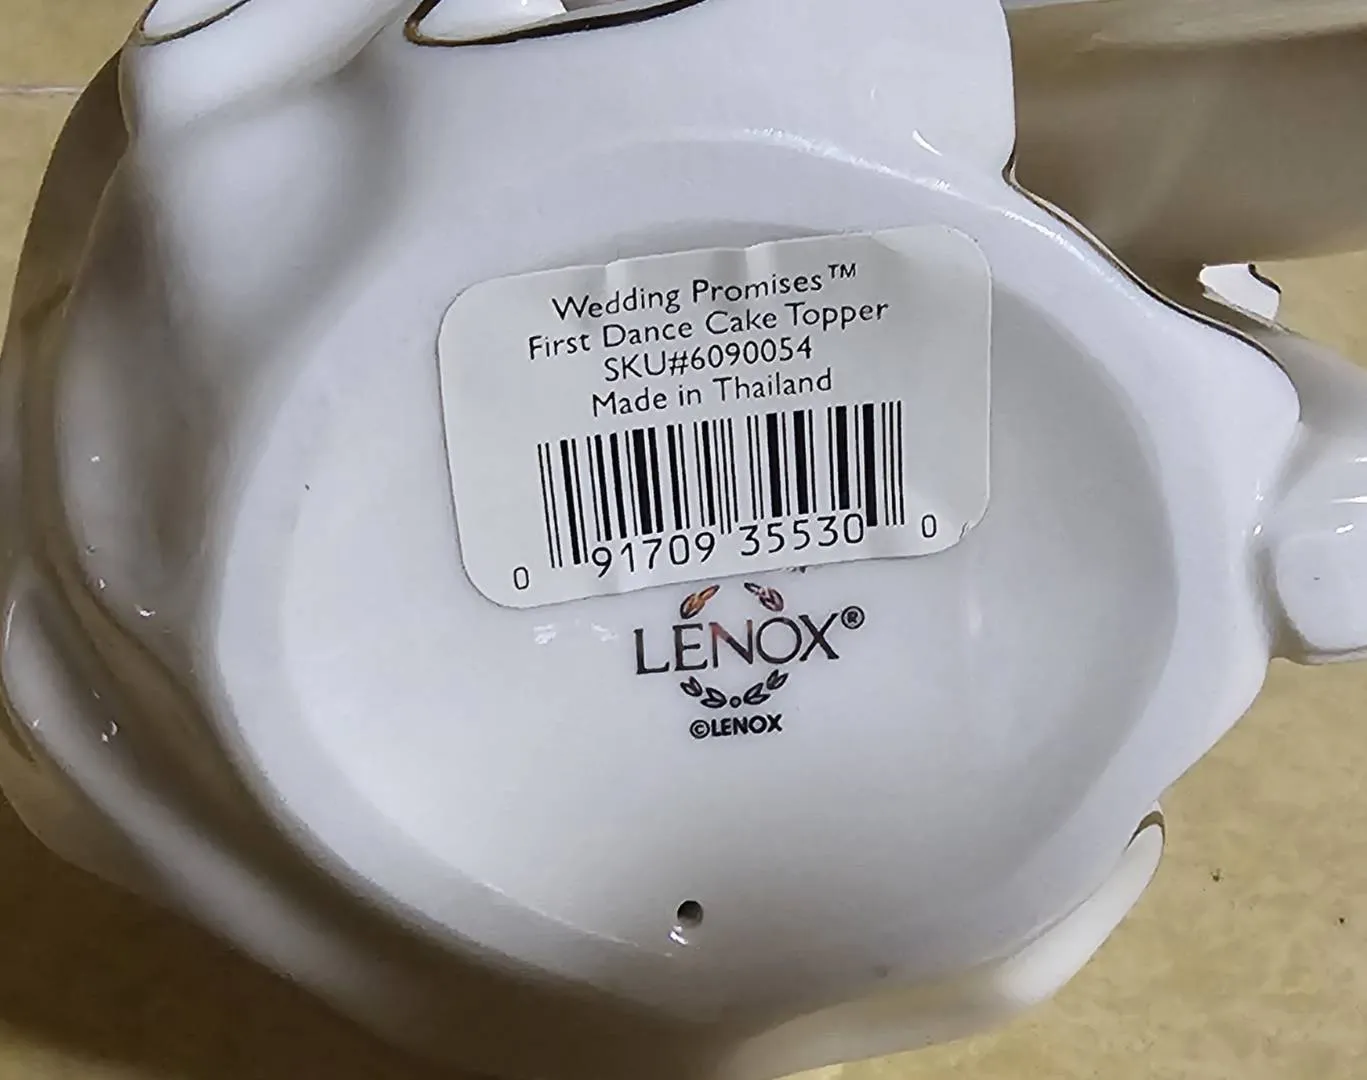 Wedding Promises™
First Dance Cake Topper
SKU#6090054
Made in Thailand
0 91709 35530 0
LENOX®
©LENOX